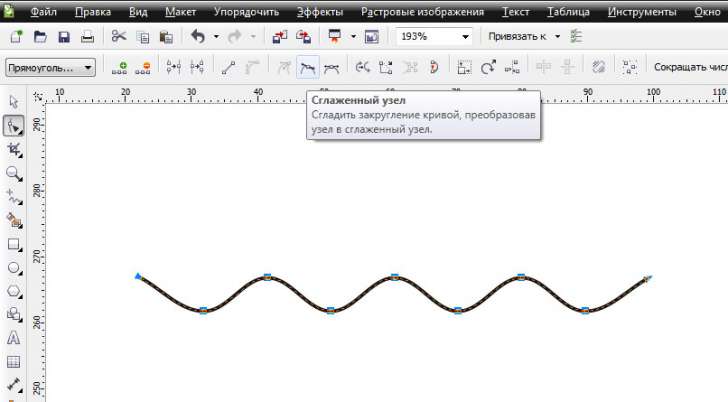 Файл Правка Вид Макет Упорядочить Эффекты Растровые изображения Текст Таблица Инструменты Окно
193% Привязать к
Прямоуголь... Сокращать
Сглаженный узел
Сгладить закругление кривой, преобразовав
узел в сглаженный узел.
10 20 30 40 50 60 70 80 90 100 110
290
280
270
260
250